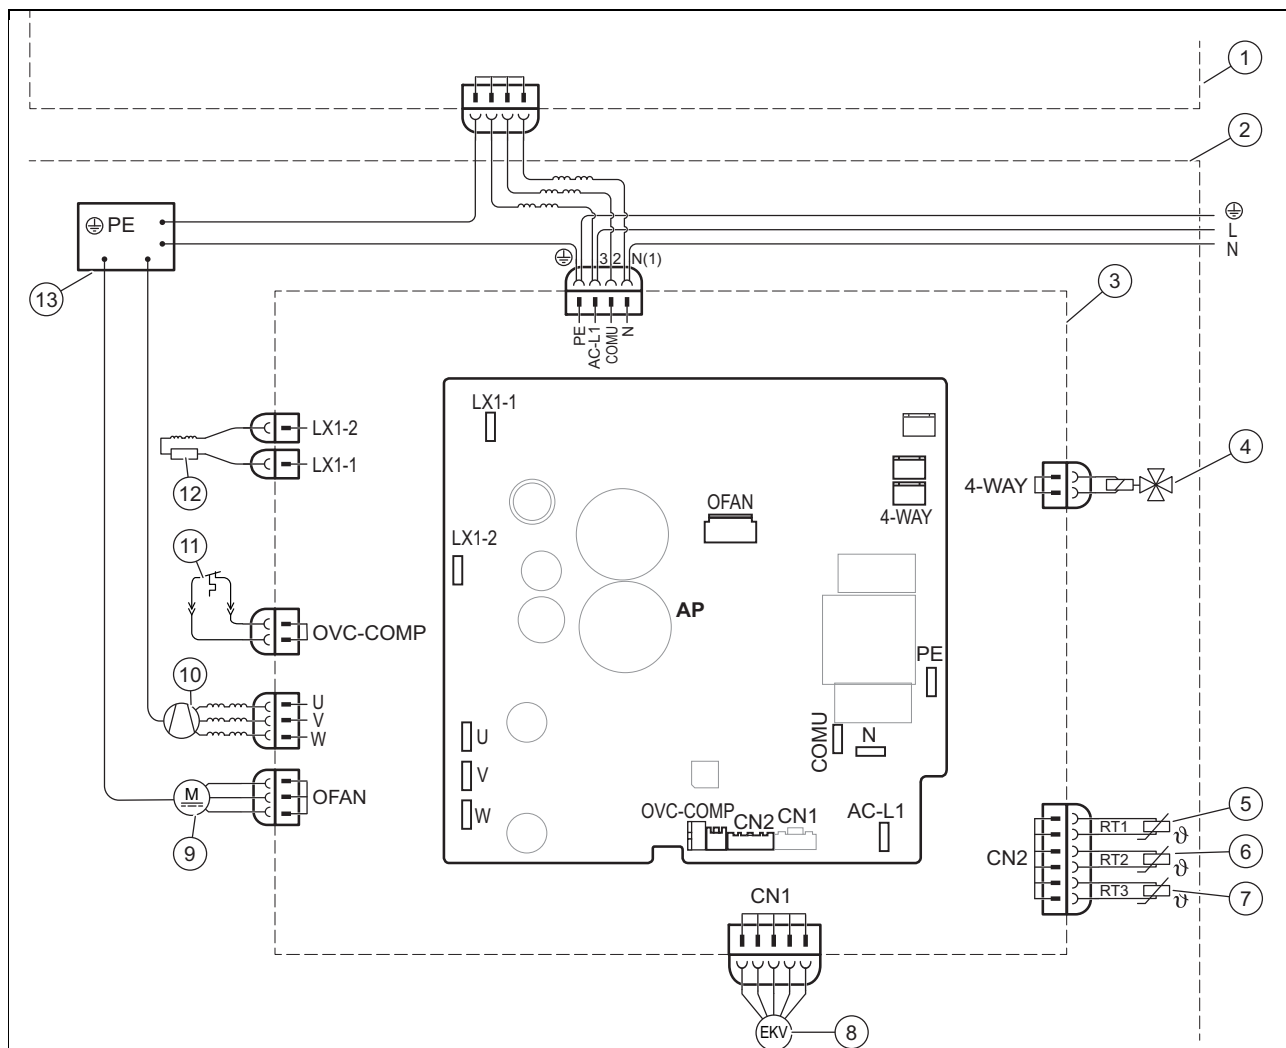 1
2
PE
L
N
3 2 N(1)
13
3
PE
AC-L1
COMU
N
LX1-1
LX1-2
LX1-1
12
4-WAY
4
OFAN
4-WAY
LX1-2
11
AP
OVC-COMP
PE
10
U
V
W
COMU
N
U
V
W
M
OFAN
9
OVC-COMP
CN2
CN1
AC-L1
CN2
RT1
ϑ
5
RT2
ϑ
6
RT3
ϑ
7
CN1
EKV
8